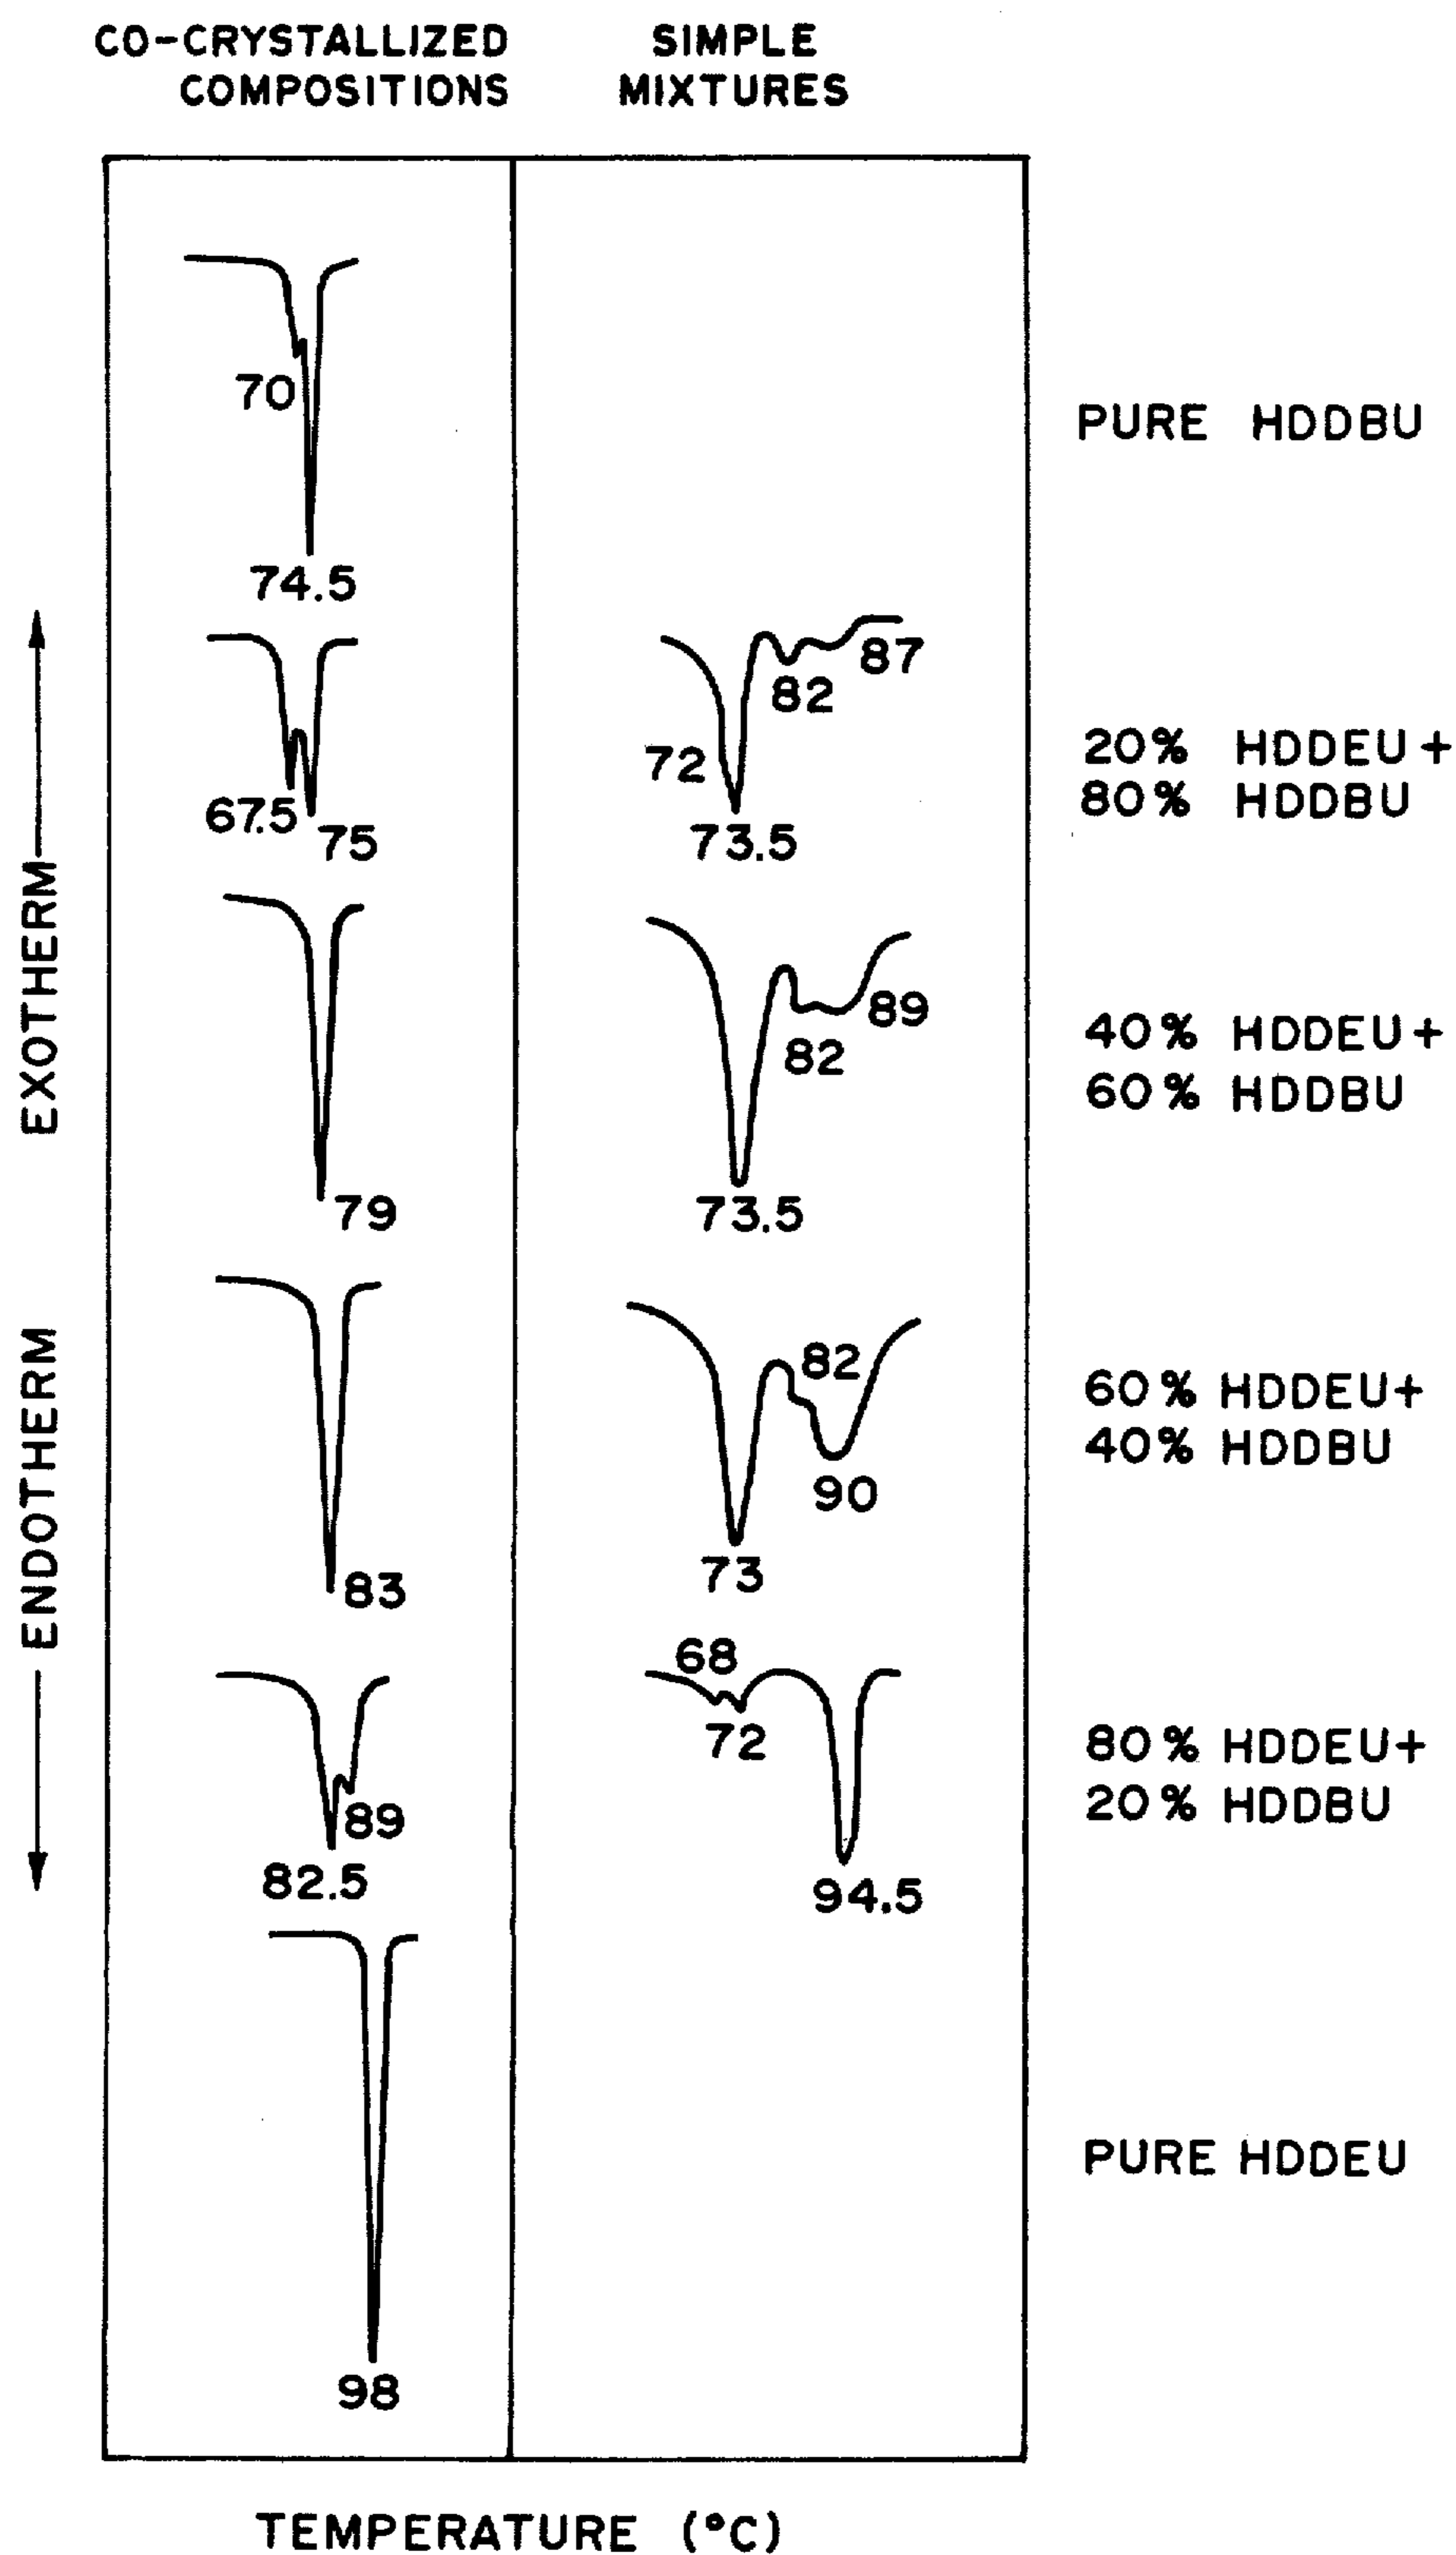 CO-CRYSTALLIZED
COMPOSITIONS
SIMPLE
MIXTURES
70
74.5
PURE HDDBU
67.5
75
72
73.5
82
87
20% HDDEU +
80% HDDBU
79
73.5
82
89
40% HDDEU +
60% HDDBU
83
73
82
90
60% HDDEU+
40% HDDBU
89
82.5
68
72
94.5
80% HDDEU+
20% HDDBU
98
PURE HDDEU
EXOTHERM
ENDOTHERM
TEMPERATURE (°C)